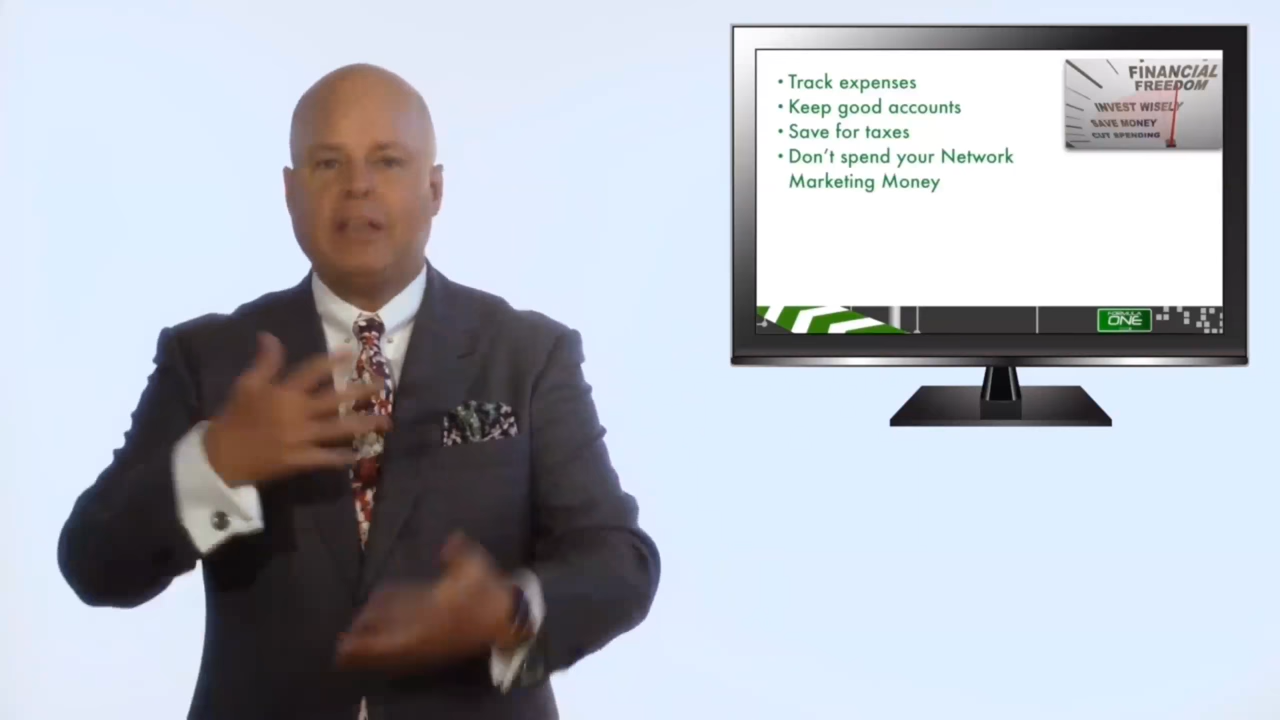 • Track expenses
• Keep good accounts
• Save for taxes
• Don't spend your Network
Marketing Money
FINANCIAL
FREEDOM
INVEST WISELY
SAVE MONEY
CUT SPENDING
FORMULA
ONE